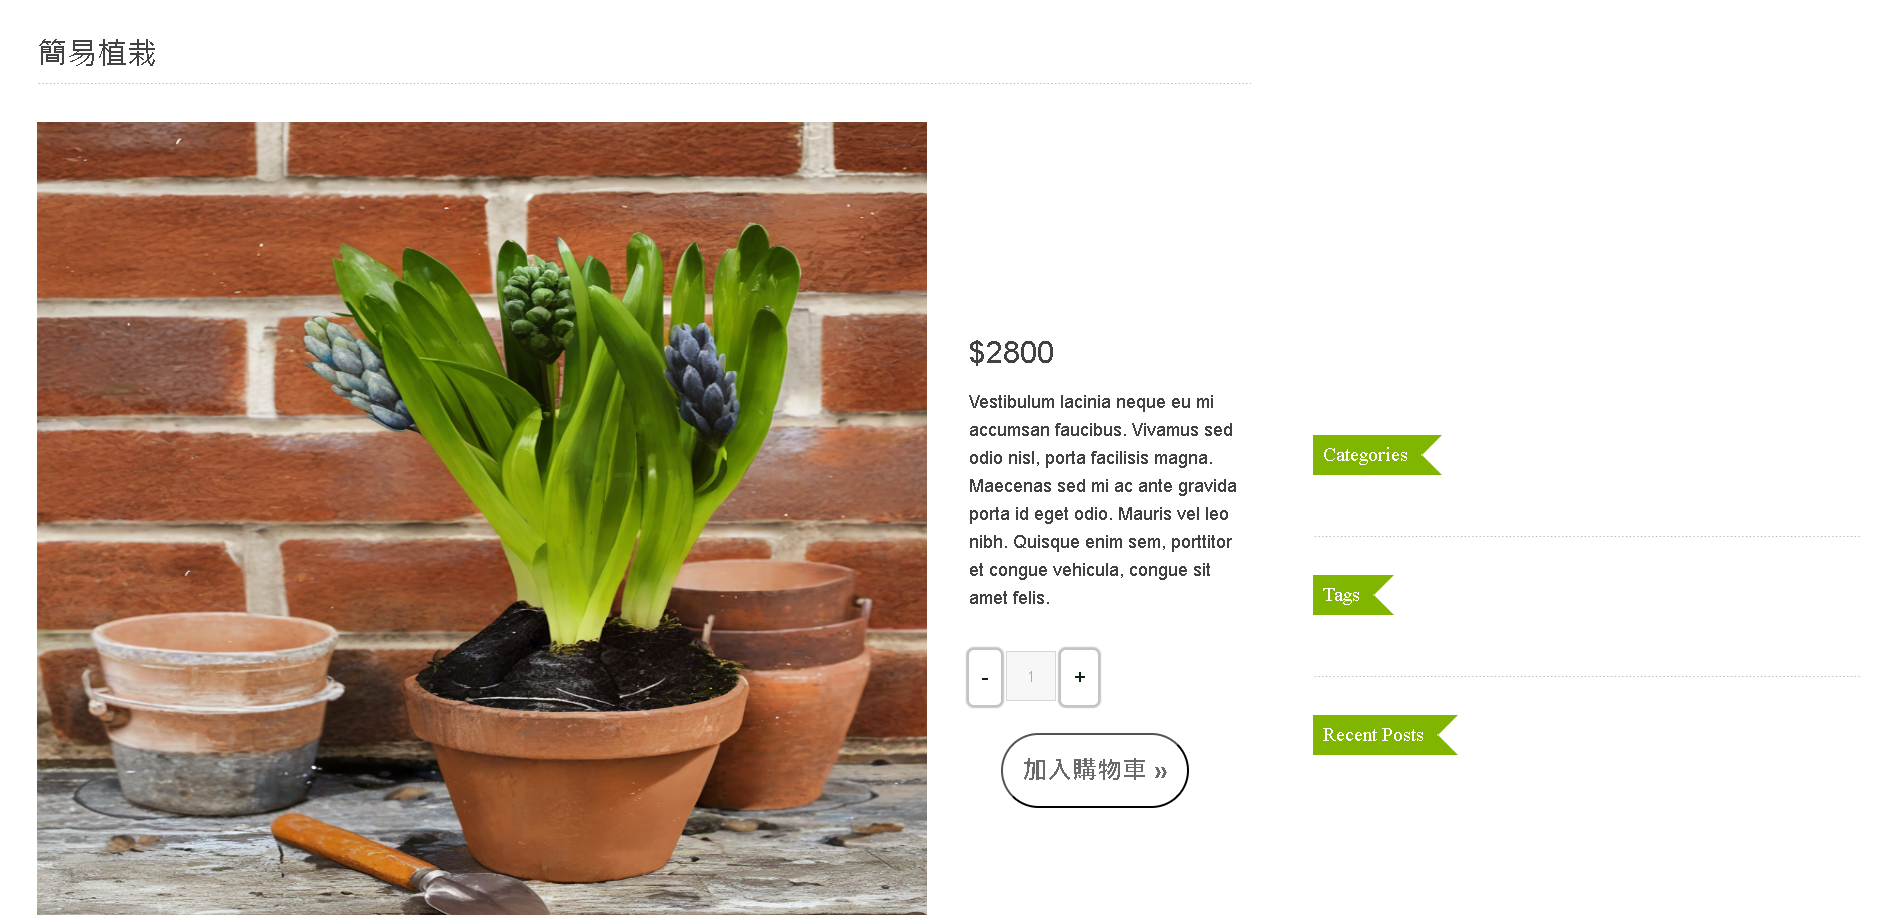 簡易植栽
$2800
Vestibulum lacinia neque eu mi
accumsan faucibus. Vivamus sed
odio nisl, porta facilisis magna.
Maecenas sed mi ac ante gravida
porta id eget odio. Mauris vel leo
nibh. Quisque enim sem, porttitor
et congue vehicula, congue sit
amet felis.
- 1 +
加入購物車 »
Categories
Tags
Recent Posts